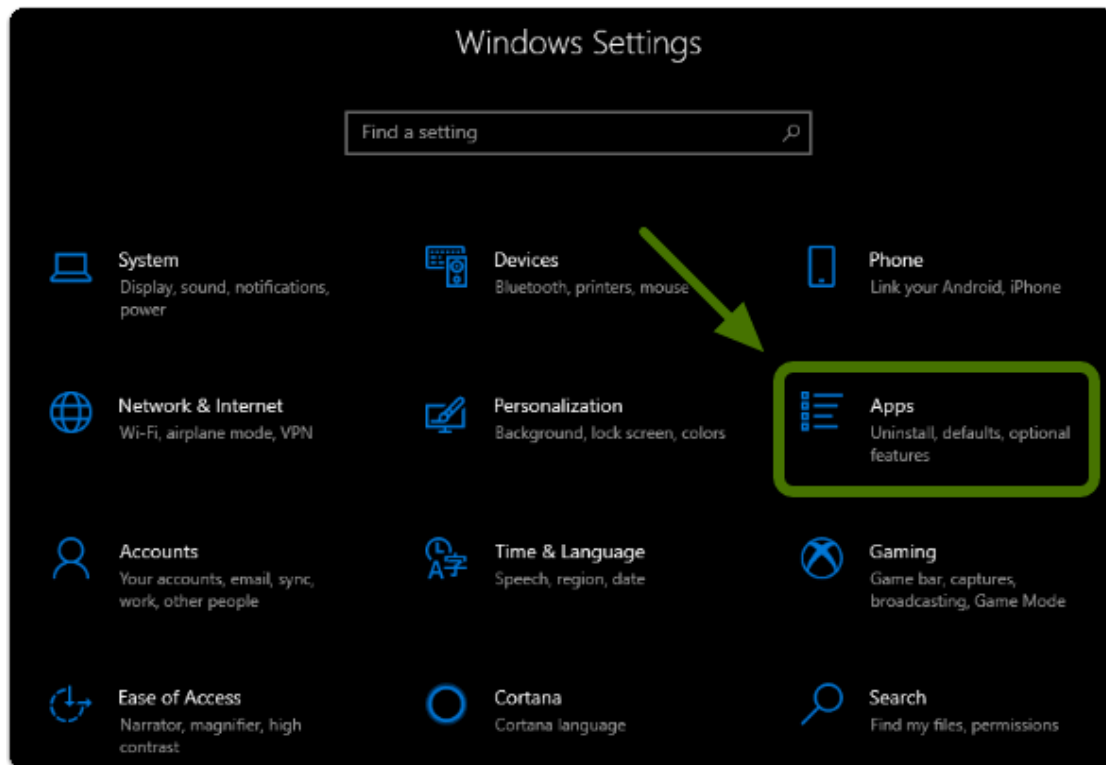 Windows Settings
Find a setting
System
Display, sound, notifications,
power
Devices
Bluetooth, printers, mouse
Phone
Link your Android, iPhone
Network & Internet
Wi-Fi, airplane mode, VPN
Personalization
Background, lock screen, colors
Apps
Uninstall, defaults, optional
features
Accounts
Your accounts, email, sync,
work, other people
Time & Language
Speech, region, date
Gaming
Game bar, captures,
broadcasting, Game Mode
Ease of Access
Narrator, magnifier, high
contrast
Cortana
Cortana language
Search
Find my files, permissions